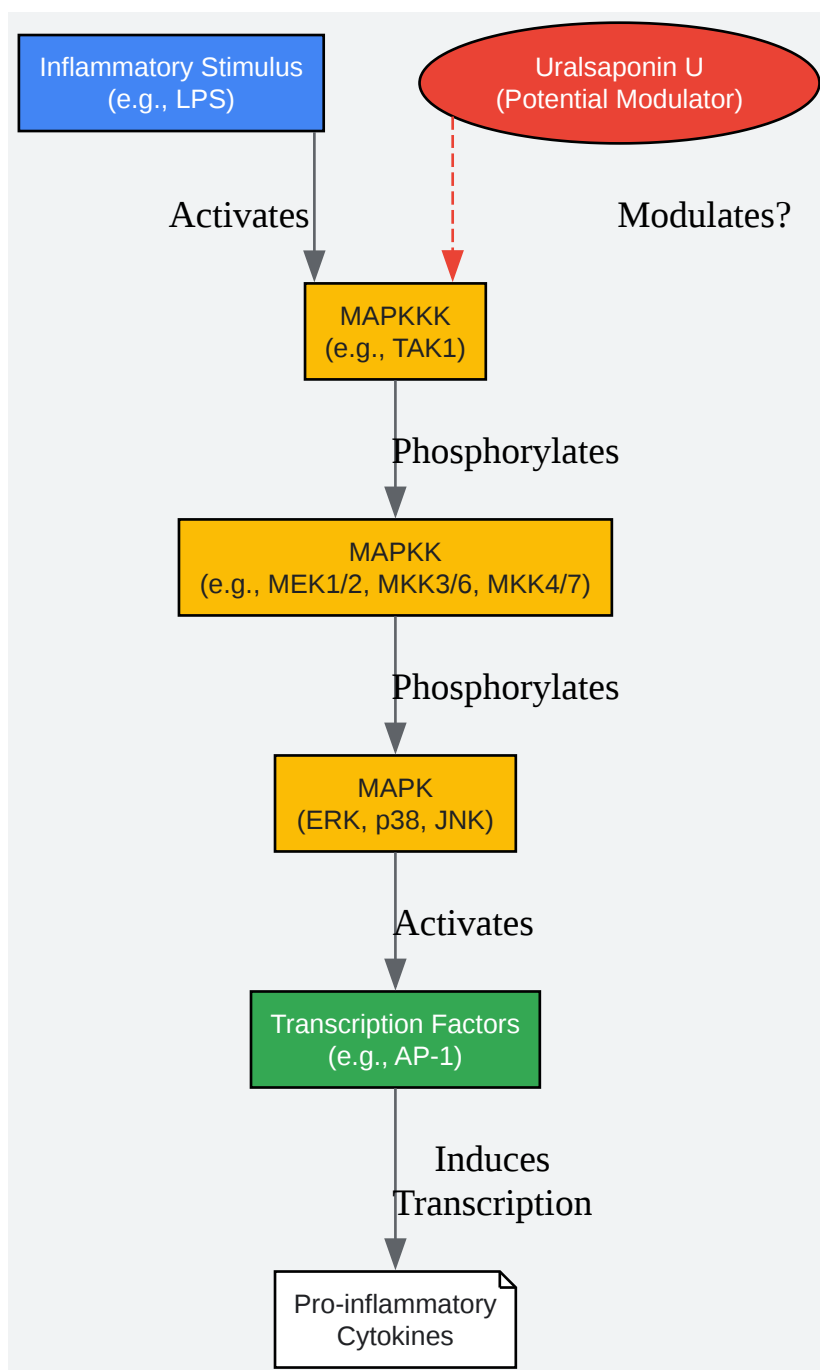 Inflammatory Stimulus
(e.g., LPS)
Uralsaponin U
(Potential Modulator)
Activates
Modulates?
MAPKKK
(e.g., TAK1)
Phosphorylates
MAPKK
(e.g., MEK1/2, MKK3/6, MKK4/7)
Phosphorylates
MAPK
(ERK, p38, JNK)
Activates
Transcription Factors
(e.g., AP-1)
Induces
Transcription
Pro-inflammatory
Cytokines